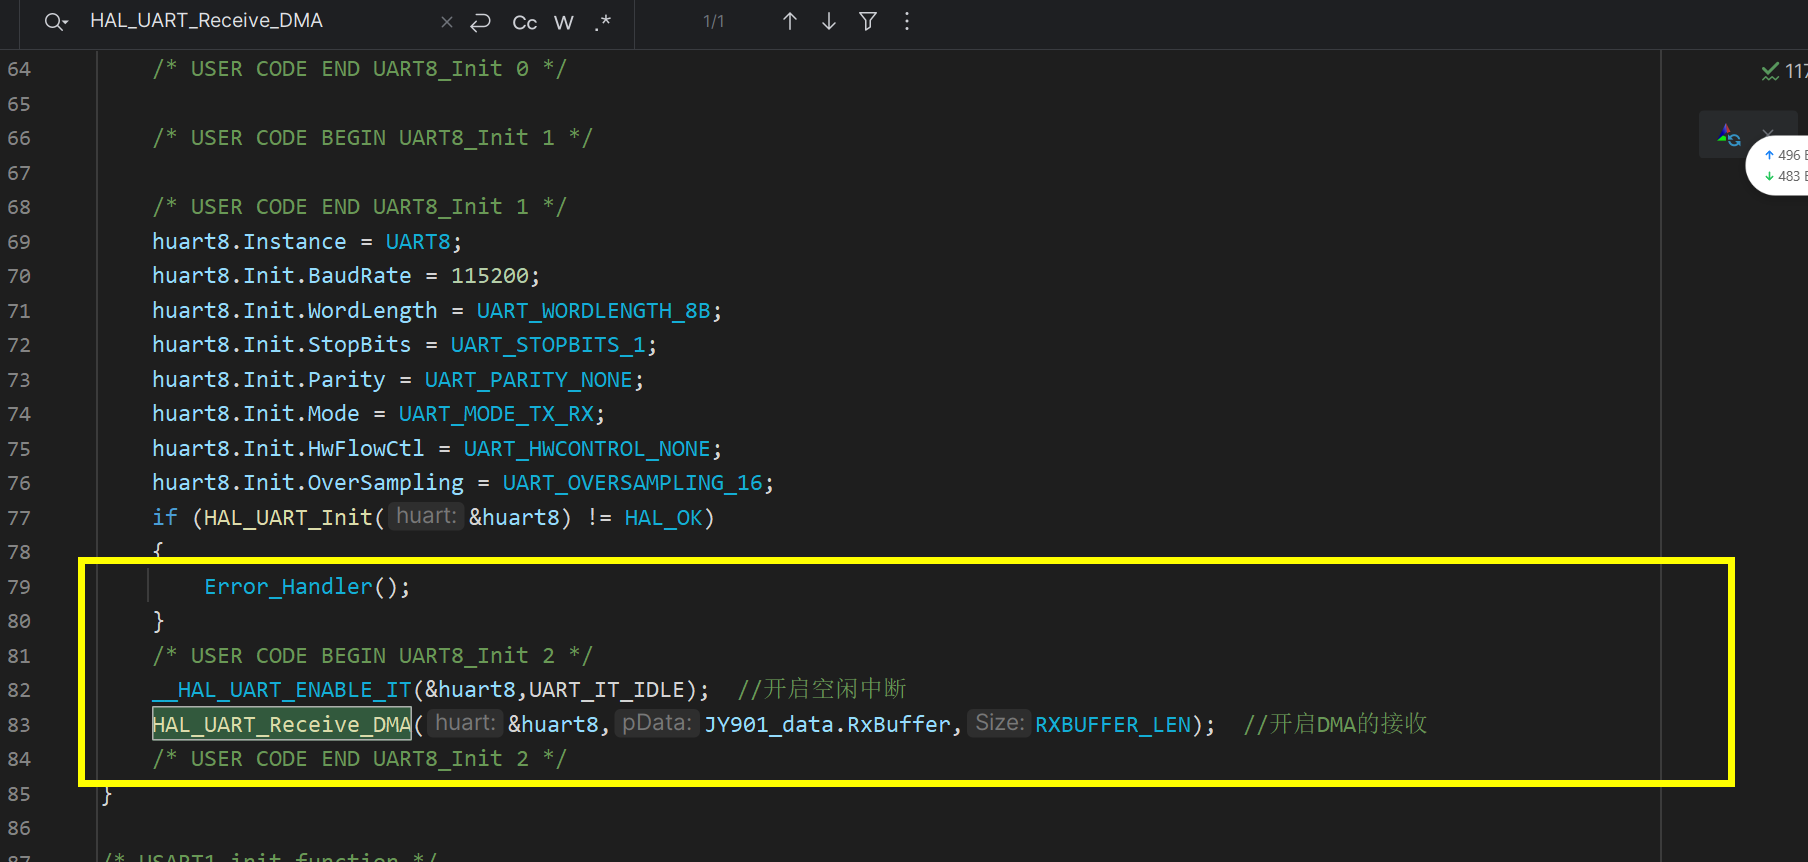 HAL_UART_Receive_DMA Cc W .* 1/1
64 /* USER CODE END UART8_Init 0 */
117
65
66 /* USER CODE BEGIN UART8_Init 1 */
67
496
483
68 /* USER CODE END UART8_Init 1 */
69 huart8.Instance = UART8;
70 huart8.Init.BaudRate = 115200;
71 huart8.Init.WordLength = UART_WORDLENGTH_8B;
72 huart8.Init.StopBits = UART_STOPBITS_1;
73 huart8.Init.Parity = UART_PARITY_NONE;
74 huart8.Init.Mode = UART_MODE_TX_RX;
75 huart8.Init.HwFlowCtl = UART_HWCONTROL_NONE;
76 huart8.Init.OverSampling = UART_OVERSAMPLING_16;
77 if (HAL_UART_Init( huart: &huart8) != HAL_OK)
78 {
79 Error_Handler();
80 }
81 /* USER CODE BEGIN UART8_Init 2 */
82 __HAL_UART_ENABLE_IT(&huart8,UART_IT_IDLE); //开启空闲中断
83 HAL_UART_Receive_DMA( huart: &huart8, pData: JY901_data.RxBuffer, Size: RXBUFFER_LEN); //开启DMA的接收
84 /* USER CODE END UART8_Init 2 */
85 }
86
87 /* USART1 init function */